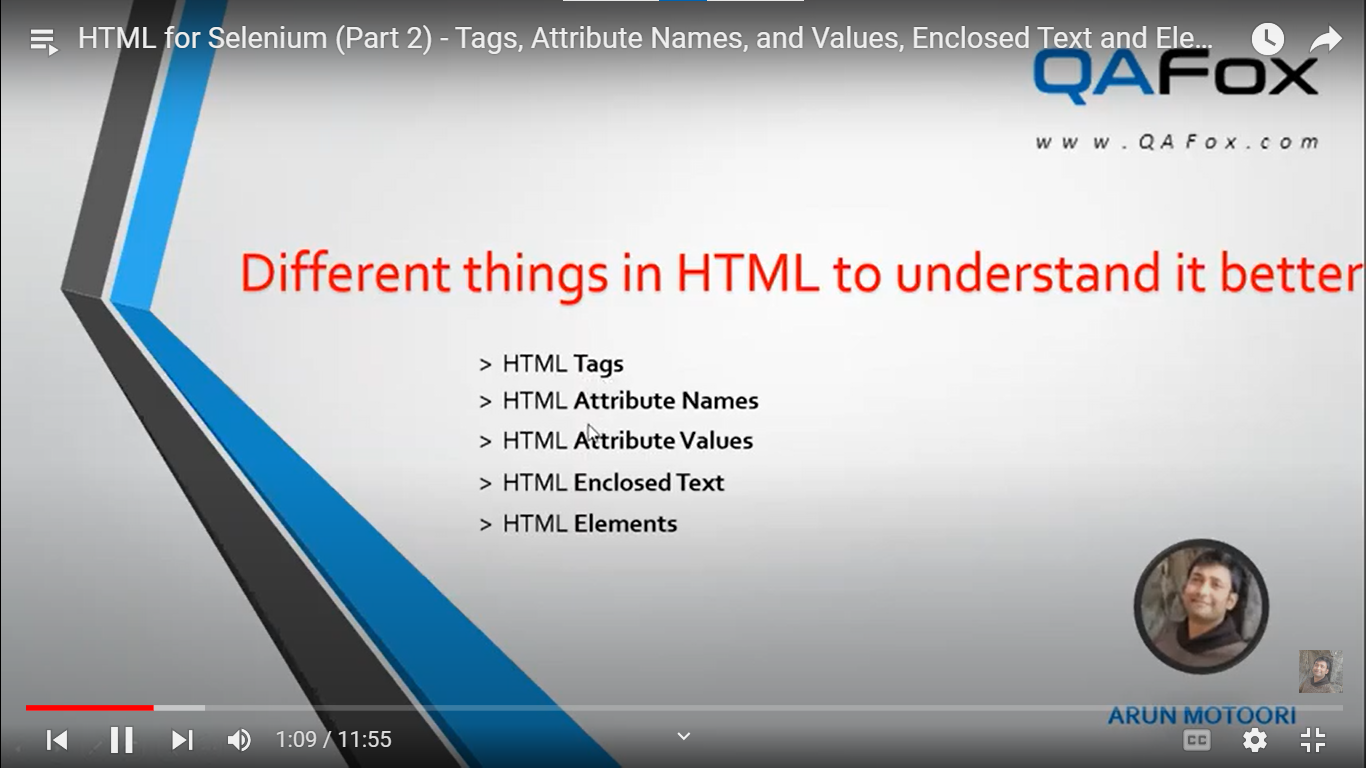 HTML for Selenium (Part 2) - Tags, Attribute Names, and Values, Enclosed Text and Ele...
QAFox
www.QAFox.com
Different things in HTML to understand it better
> HTML Tags
> HTML Attribute Names
> HTML Attribute Values
> HTML Enclosed Text
> HTML Elements
ARUN MOTOORI
1:09 / 11:55
CC